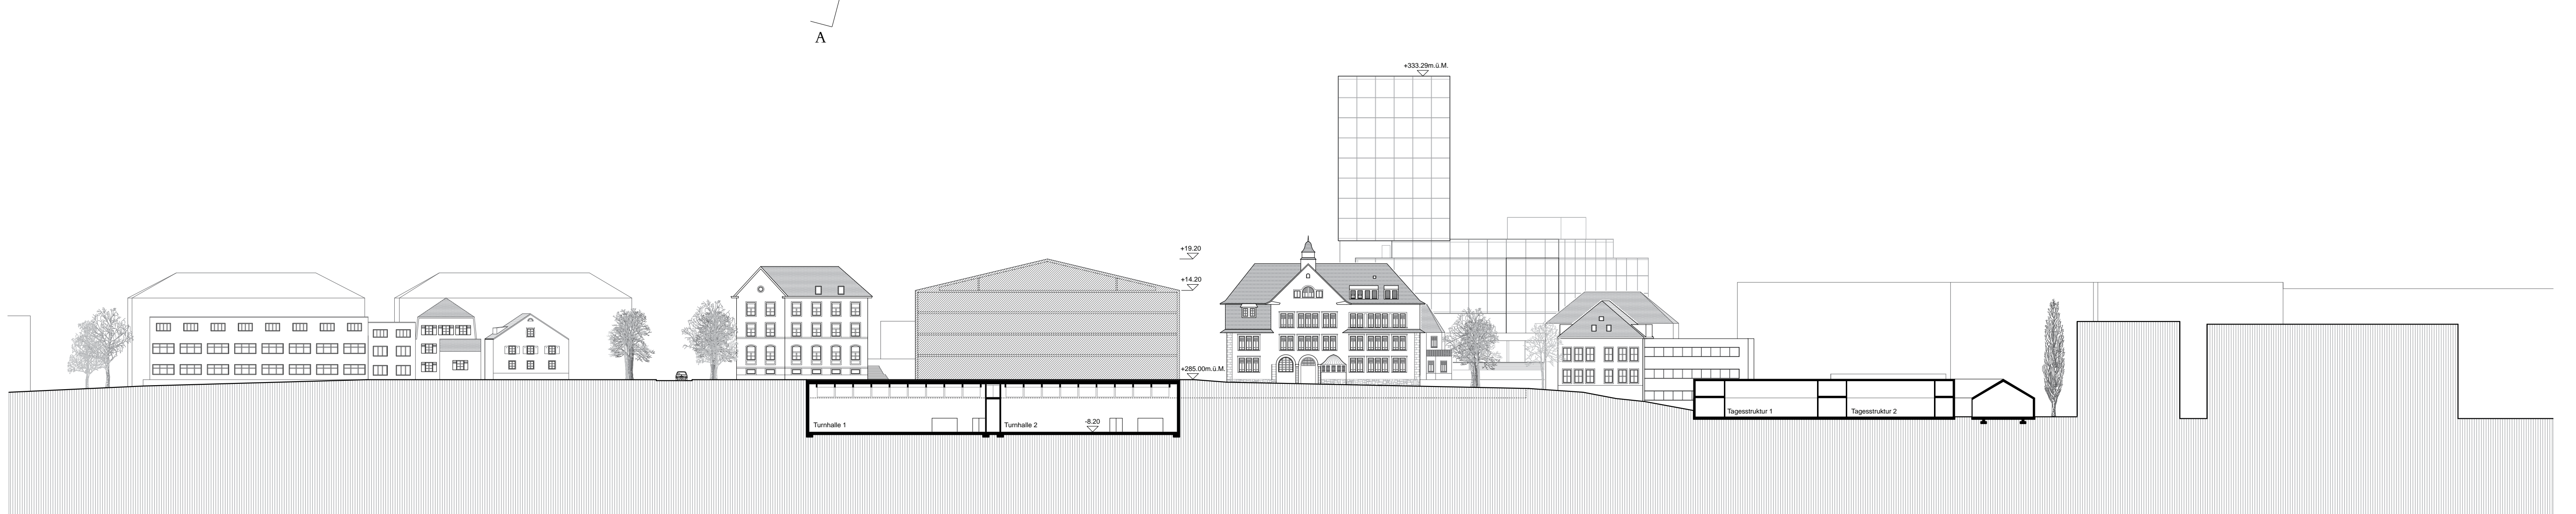 A
+333.29m.ü.M.
+19.20
+14.20
+285.00m.ü.M.
Turnhalle 1
Turnhalle 2
-8.20
Tagesstruktur 1
Tagesstruktur 2